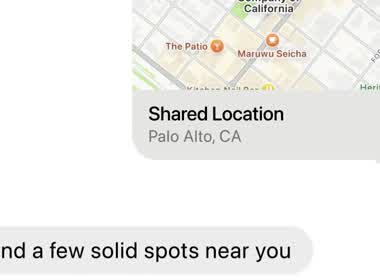 California
The Patio
Maruwu Seicha
Shared Location
Palo Alto, CA
nd a few solid spots near you